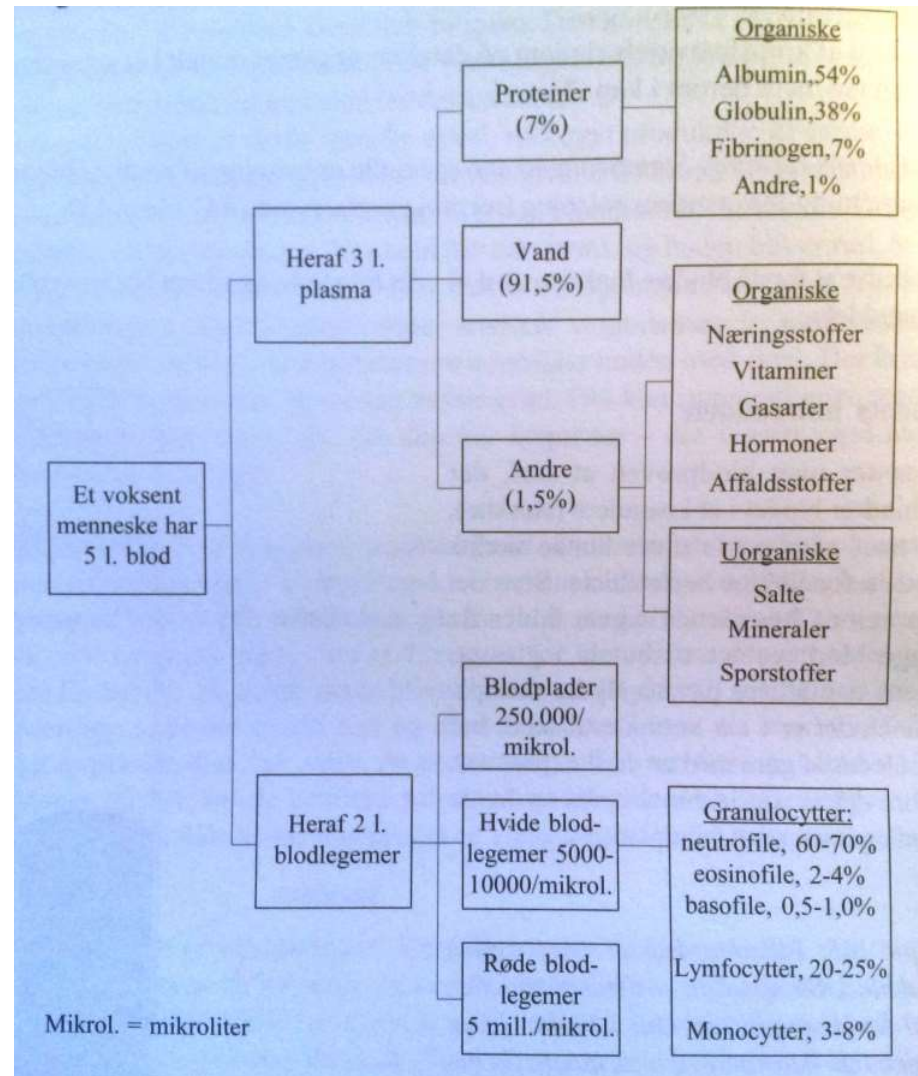 Et voksent
menneske har
5 l. blod
Heraf 3 l.
plasma
Proteiner
(7%)
Organiske
Albumin,54%
Globulin,38%
Fibrinogen,7%
Andre,1%
Vand
(91,5%)
Andre
(1,5%)
Organiske
Næringsstoffer
Vitaminer
Gasarter
Hormoner
Affaldsstoffer
Uorganiske
Salte
Mineraler
Sporstoffer
Heraf 2 l.
blodlegemer
Blodplader
250.000/
mikrol.
Hvide blod-
legemer 5000-
10000/mikrol.
Granulocytter:
neutrofile, 60-70%
eosinofile, 2-4%
basofile, 0,5-1,0%
Lymfocytter, 20-25%
Monocytter, 3-8%
Røde blod-
legemer
5 mill./mikrol.
Mikrol. = mikroliter